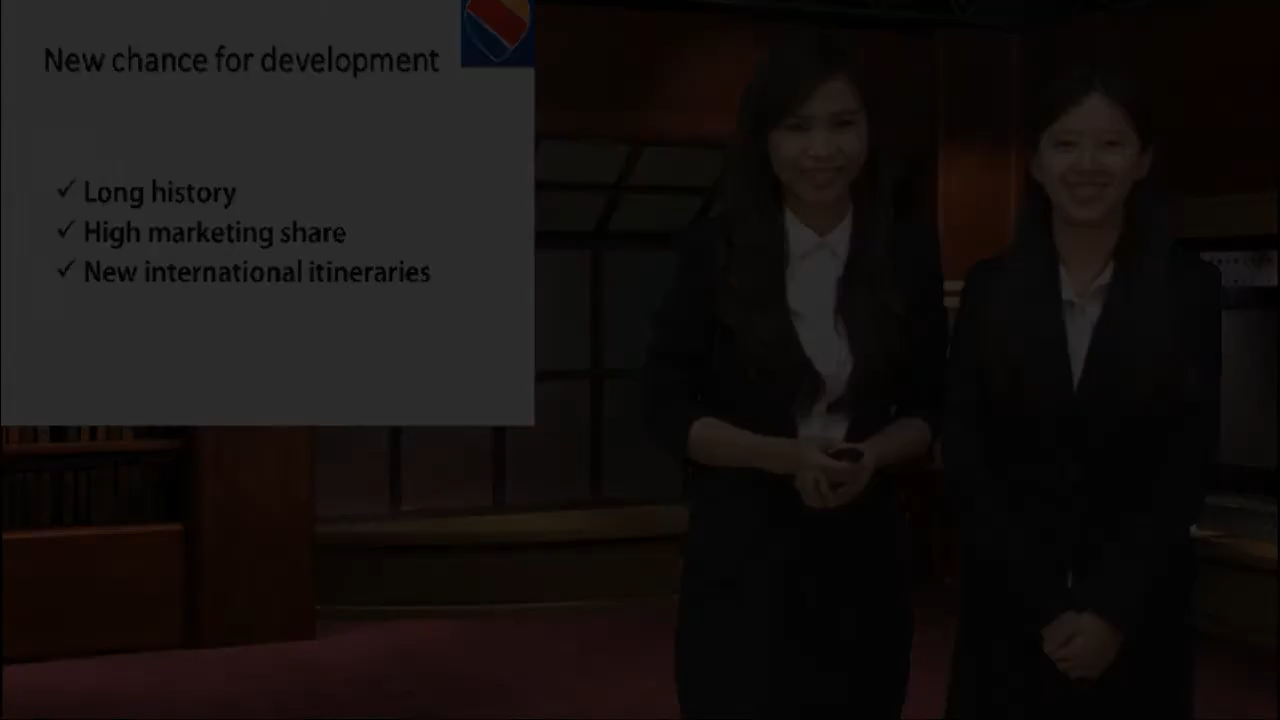 New chance for development
✓ Long history
✓ High marketing share
✓ New international itineraries